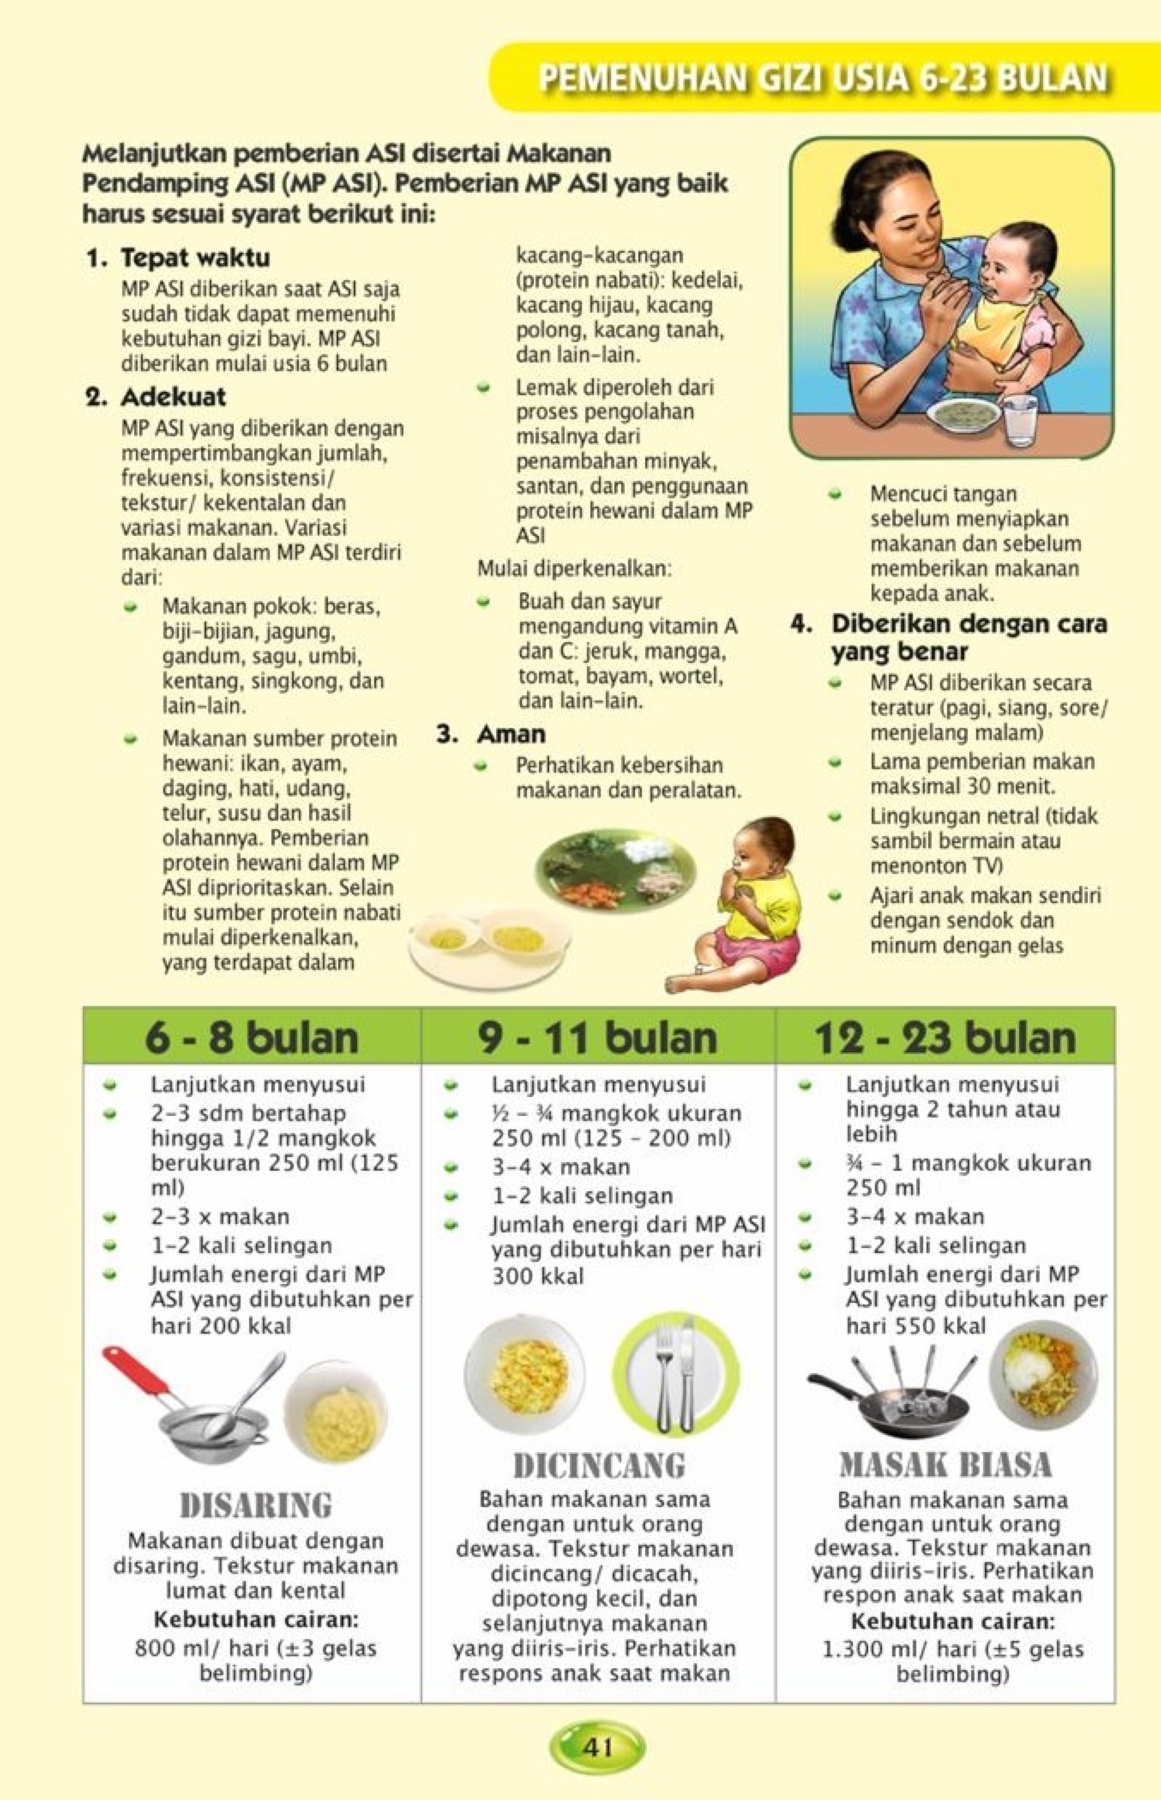 PEMENUHAN GIZI USIA 6-23 BULAN
Melanjutkan pemberian ASI disertai Makanan
Pendamping ASI (MP ASI). Pemberian MP ASI yang baik
harus sesuai syarat berikut ini:
1. Tepat waktu
MP ASI diberikan saat ASI saja
sudah tidak dapat memenuhi
kebutuhan gizi bayi. MP ASI
diberikan mulai usia 6 bulan
2. Adekuat
MP ASI yang diberikan dengan
mempertimbangkan jumlah,
frekuensi, konsistensi/
tekstur/ kekentalan dan
variasi makanan. Variasi
makanan dalam MP ASI terdiri
dari:
Makanan pokok: beras,
biji-bijian, jagung,
gandum, sagu, umbi,
kentang, singkong, dan
lain-lain.
Makanan sumber protein
hewani: ikan, ayam,
daging, hati, udang,
telur, susu dan hasil
olahannya. Pemberian
protein hewani dalam MP
ASI diprioritaskan. Selain
itu sumber protein nabati
mulai diperkenalkan,
yang terdapat dalam
kacang-kacangan
(protein nabati): kedelai,
kacang hijau, kacang
polong, kacang tanah,
dan lain-lain.
Lemak diperoleh dari
proses pengolahan
misalnya dari
penambahan minyak,
santan, dan penggunaan
protein hewani dalam MP
ASI
Mulai diperkenalkan:
Buah dan sayur
mengandung vitamin A
dan C: jeruk, mangga,
tomat, bayam, wortel,
dan lain-lain.
3. Aman
Perhatikan kebersihan
makanan dan peralatan.
Mencuci tangan
sebelum menyiapkan
makanan dan sebelum
memberikan makanan
kepada anak.
4. Diberikan dengan cara
yang benar
MP ASI diberikan secara
teratur (pagi, siang, sore/
menjelang malam)
Lama pemberian makan
maksimal 30 menit.
Lingkungan netral (tidak
sambil bermain atau
menonton TV)
Ajari anak makan sendiri
dengan sendok dan
minum dengan gelas
6 - 8 bulan
Lanjutkan menyusui
2-3 sdm bertahap
hingga 1/2 mangkok
berukuran 250 ml (125
ml)
2-3 x makan
1-2 kali selingan
Jumlah energi dari MP
ASI yang dibutuhkan per
hari 200 kkal
DISARING
Makanan dibuat dengan
disaring. Tekstur makanan
lumat dan kental
Kebutuhan cairan:
800 ml/ hari (±3 gelas
belimbing)
9 - 11 bulan
Lanjutkan menyusui
½ - ¾ mangkok ukuran
250 ml (125 - 200 ml)
3-4 x makan
1-2 kali selingan
Jumlah energi dari MP ASI
yang dibutuhkan per hari
300 kkal
DICINCANG
Bahan makanan sama
dengan untuk orang
dewasa. Tekstur makanan
dicincang/ dicacah,
dipotong kecil, dan
selanjutnya makanan
yang diiris-iris. Perhatikan
respons anak saat makan
12 - 23 bulan
Lanjutkan menyusui
hingga 2 tahun atau
lebih
¾ - 1 mangkok ukuran
250 ml
3-4 x makan
1-2 kali selingan
Jumlah energi dari MP
ASI yang dibutuhkan per
hari 550 kkal
MASAK BIASA
Bahan makanan sama
dengan untuk orang
dewasa. Tekstur makanan
yang diiris-iris. Perhatikan
respon anak saat makan
Kebutuhan cairan:
1.300 ml/ hari (±5 gelas
belimbing)
41